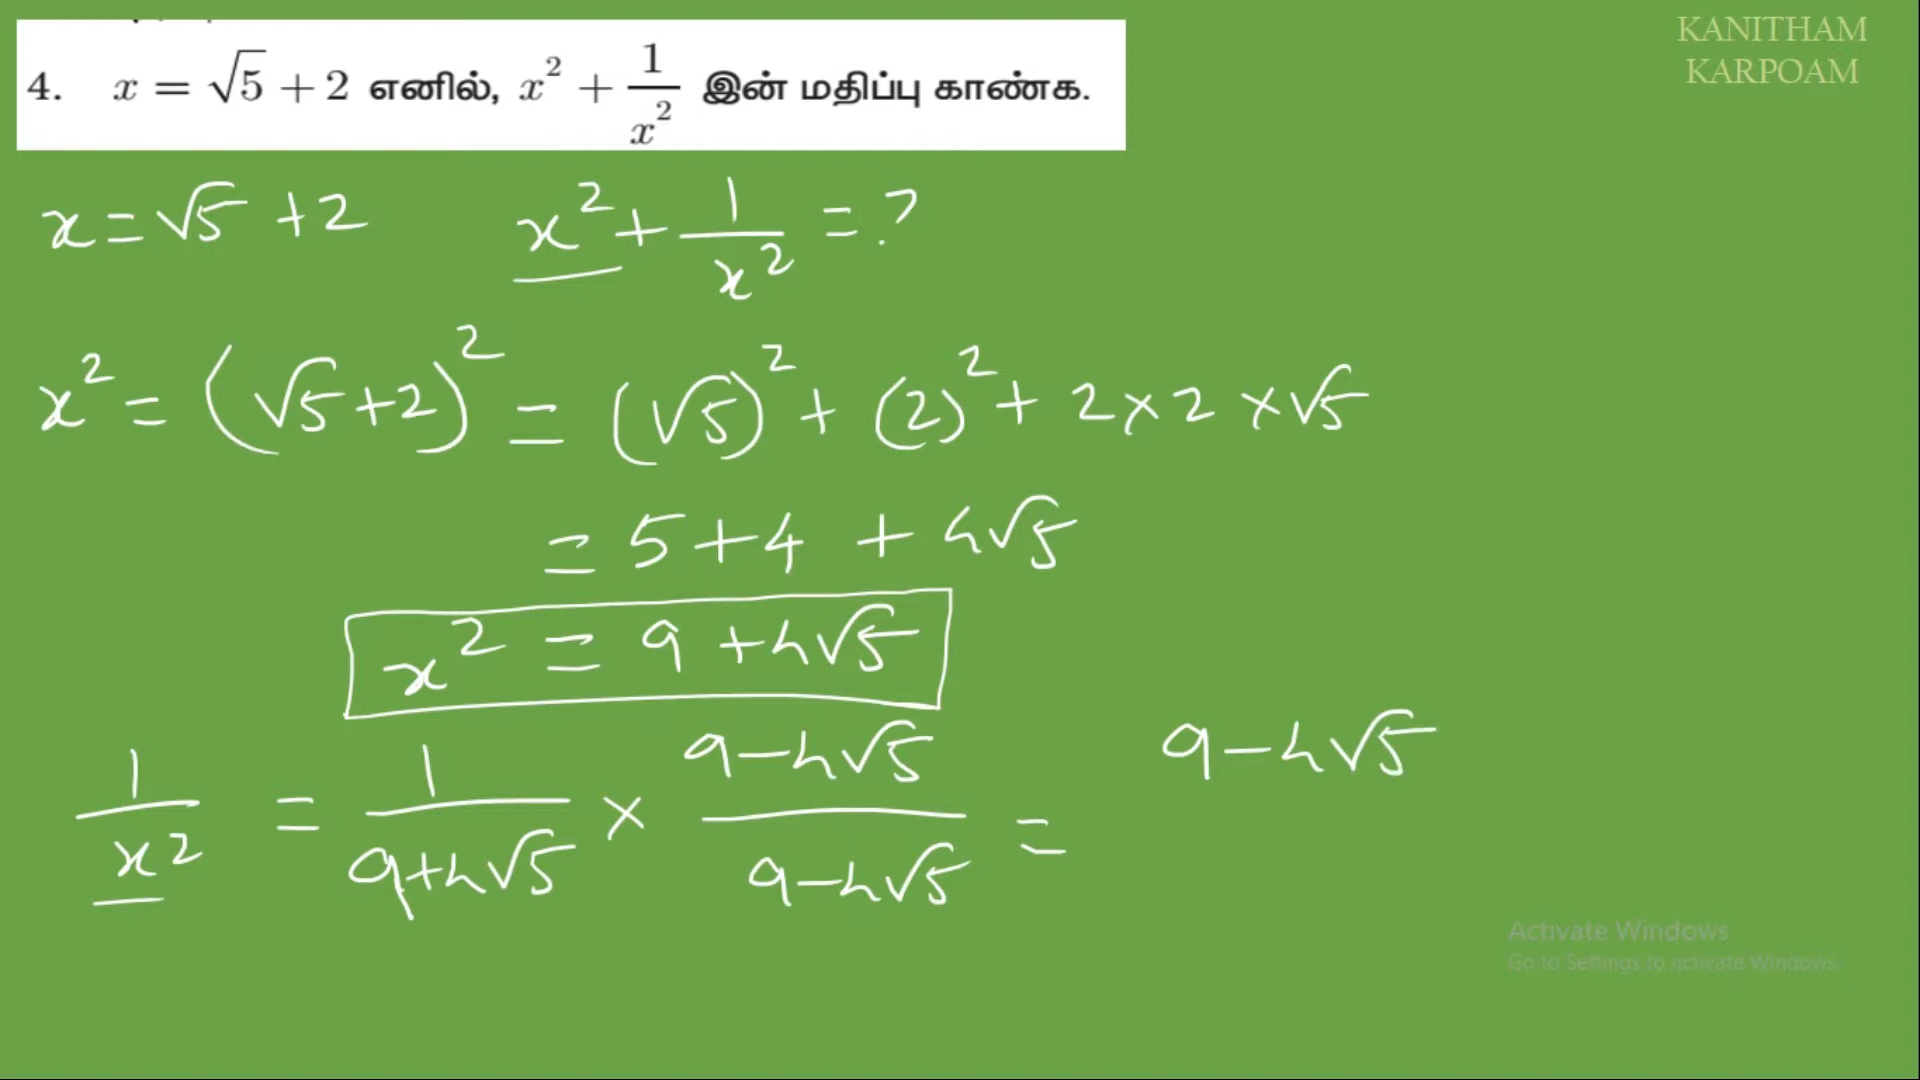 KANITHAM
KARPOAM
4. x = √5 + 2 எனில், x² + 1/x² இன் மதிப்பு காண்க.
x = √5 + 2 x² + 1/x² = ?
x² = (√5+2)² = (√5)² + (2)² + 2×2×√5
= 5+4 + 4√5
x² = 9 + 4√5
1/x² = 1/(9+4√5) × (9-4√5)/(9-4√5) = 9-4√5
Activate Windows
Go to Settings to activate Windows.